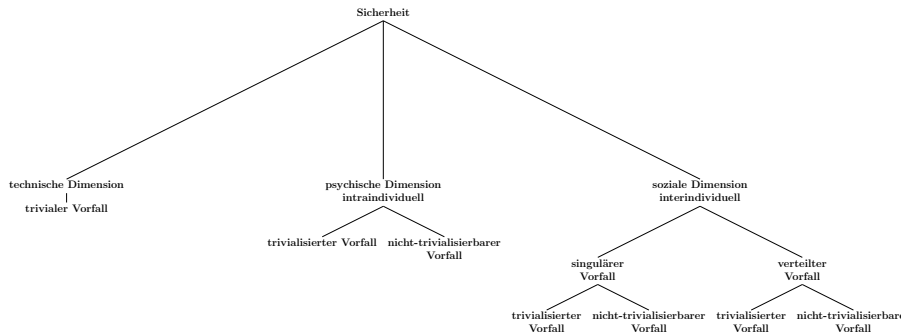 Sicherheit
technische Dimension
trivialer Vorfall
psychische Dimension
intraindividuell
trivialisierter Vorfall
nicht-trivialisierbarer
Vorfall
soziale Dimension
interindividuell
singulärer
Vorfall
trivialisierter
Vorfall
nicht-trivialisierbarer
Vorfall
verteilter
Vorfall
trivialisierter
Vorfall
nicht-trivialisierbare
Vorfall